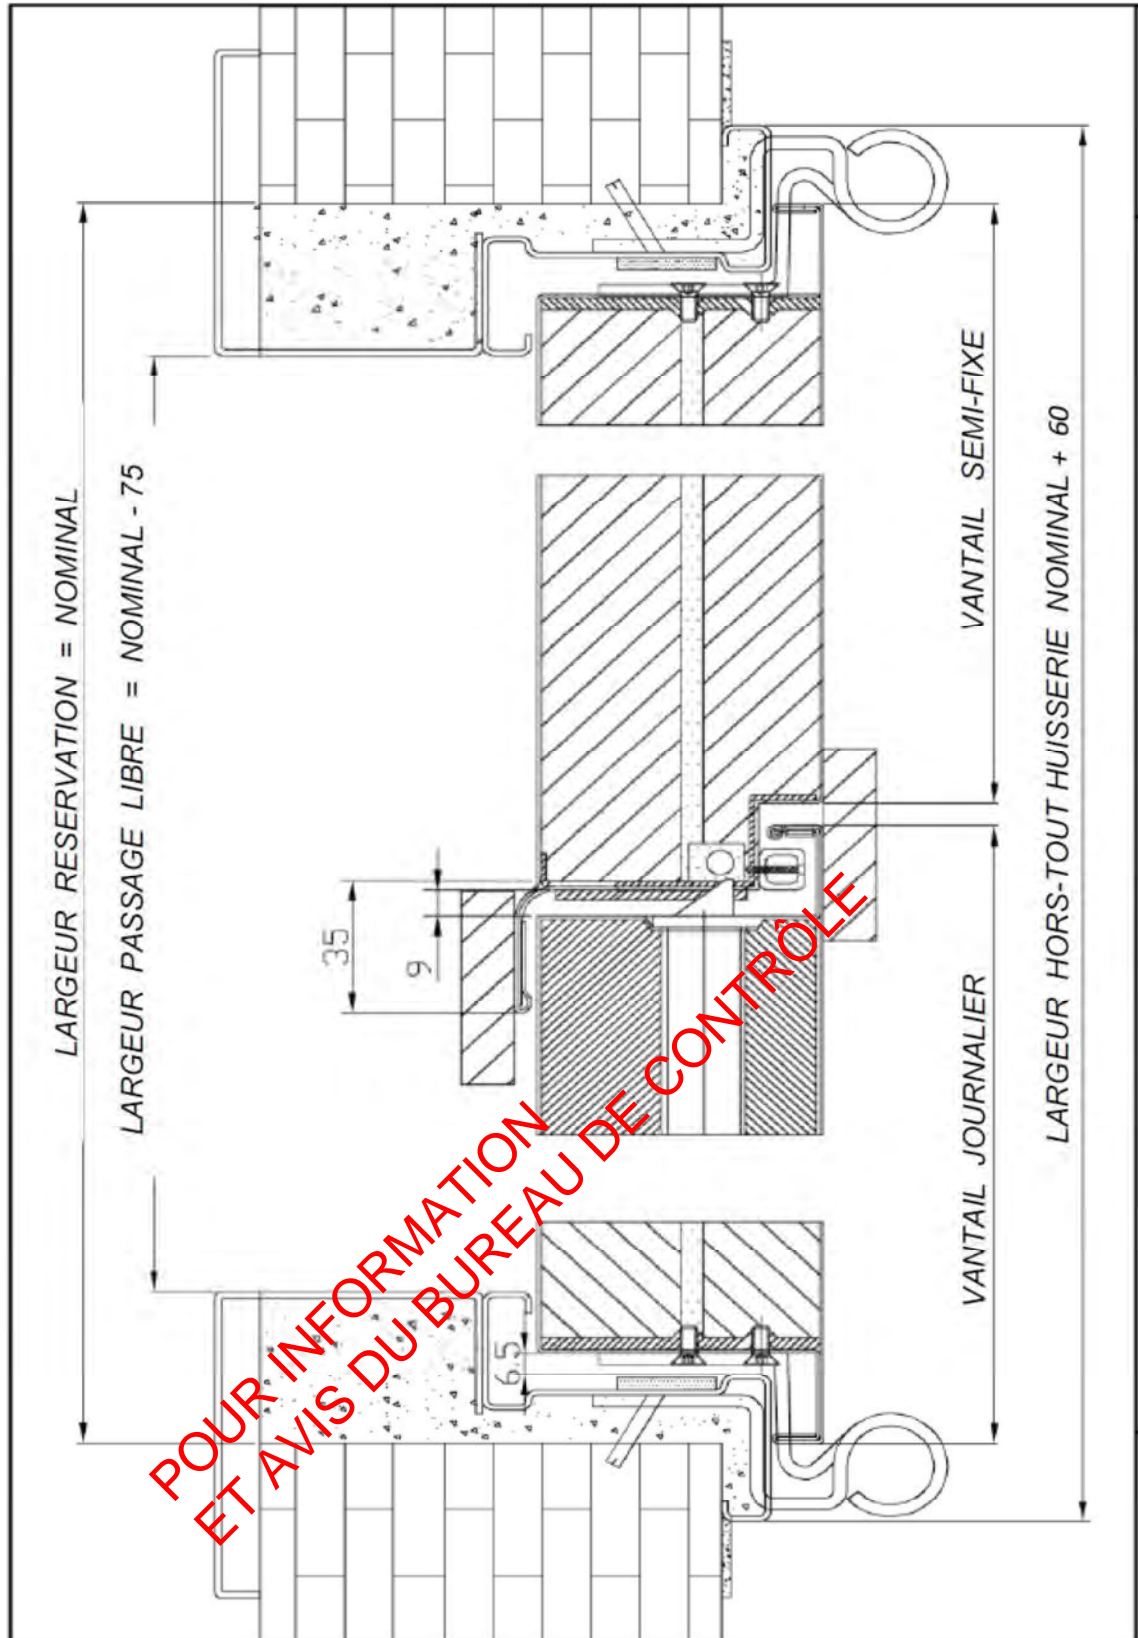 LARGEUR RESERVATION = NOMINAL
LARGEUR PASSAGE LIBRE = NOMINAL - 75
35
9
6.5
VANTAIL SEMI-FIXE
VANTAIL JOURNALIER
LARGEUR HORS-TOUT HUISSERIE NOMINAL + 60
POUR INFORMATION
ET AVIS DU BUREAU DE CONTRÔLE